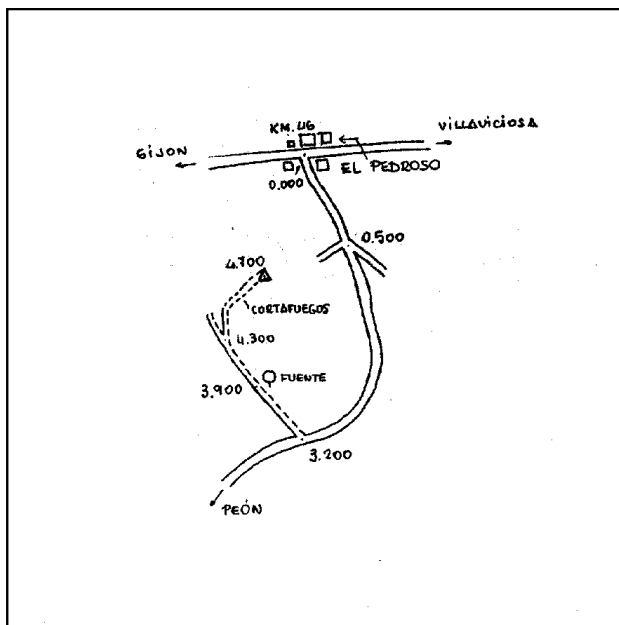 VILLAVICIOSA
KM. 46
GIJON
EL PEDROSO
0.000
0.500
4.700
CORTAFUEGOS
4.300
FUENTE
3.900
3.200
PEÓN